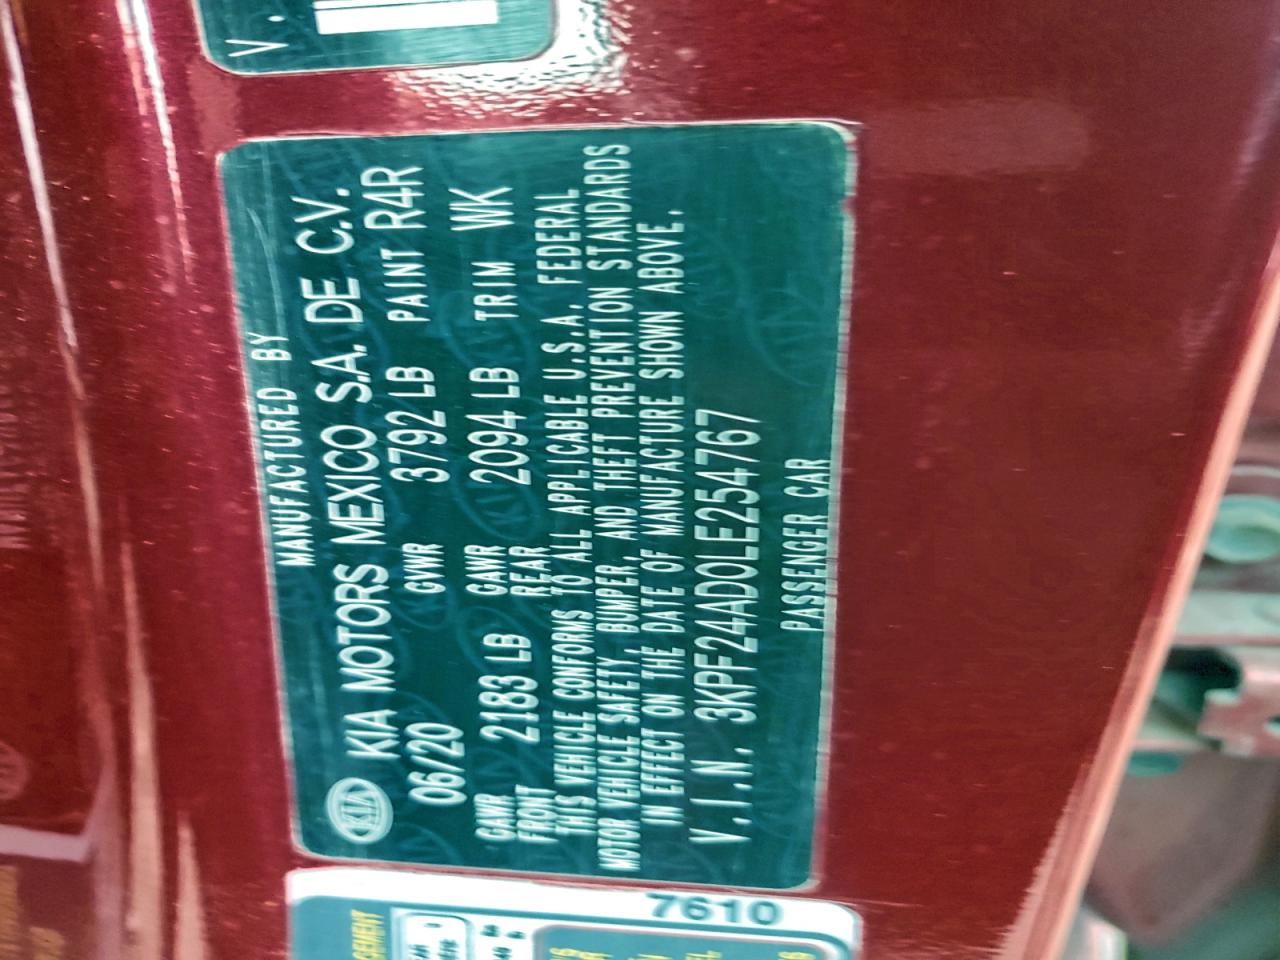 V.
MANUFACTURED BY
KIA KIA MOTORS MEXICO S.A. DE C.V.
06/20 GVWR 3792 LB PAINT R4R
GAWR FRONT 2183 LB GAWR REAR 2094 LB TRIM WK
THIS VEHICLE CONFORMS TO ALL APPLICABLE U.S.A. FEDERAL
MOTOR VEHICLE SAFETY, BUMPER, AND THEFT PREVENTION STANDARDS
IN EFFECT ON THE DATE OF MANUFACTURE SHOWN ABOVE.
V.I.N. 3KPF24AD0LE254767
PASSENGER CAR
7610